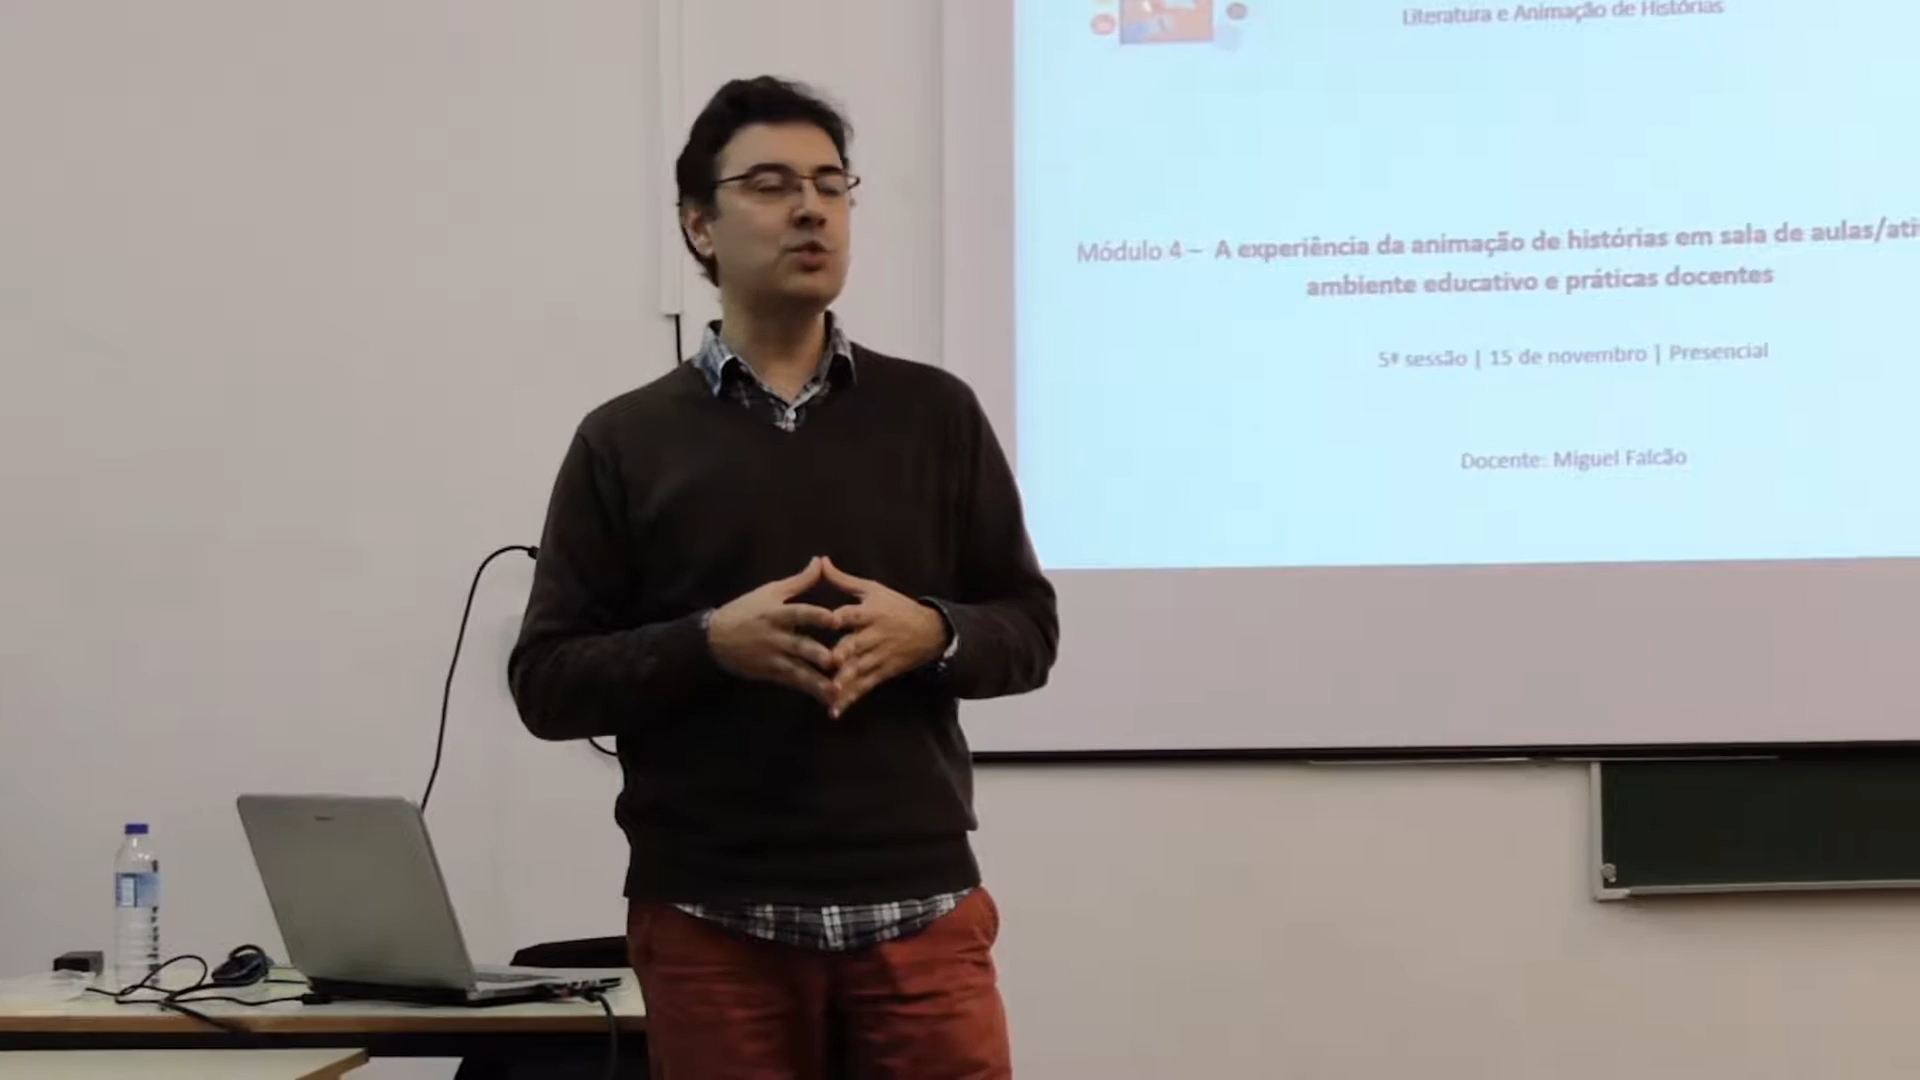 Literatura e Animação de Histórias
Módulo 4 – A experiência da animação de histórias em sala de aulas/ati
ambiente educativo e práticas docentes
5ª sessão | 15 de novembro | Presencial
Docente: Miguel Falcão